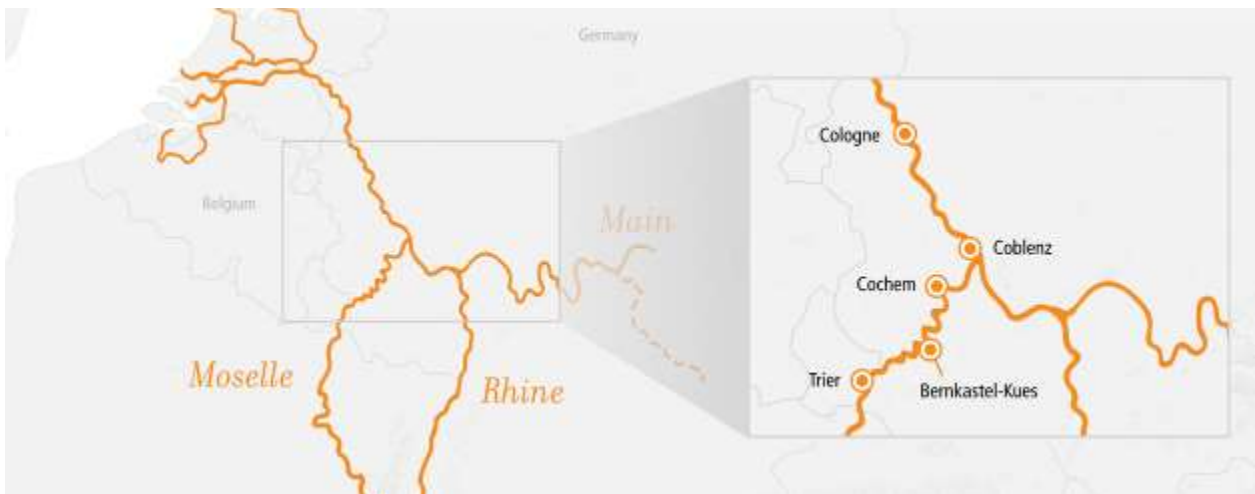 Germany
Belgium
Main
Moselle
Rhine
Cologne
Coblenz
Cochem
Trier
Bernkastel-Kues